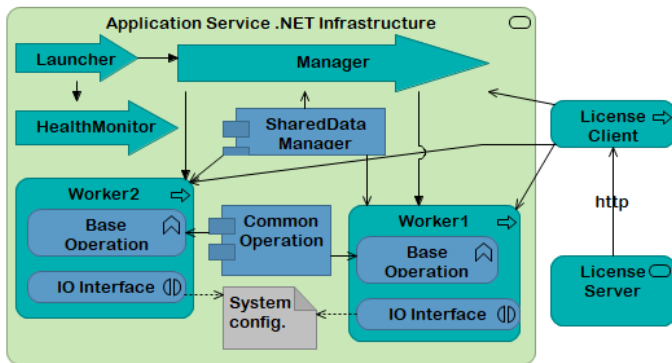 Application Service .NET Infrastructure
Launcher
Manager
HealthMonitor
SharedData
Manager
License
Client
Worker2
Base
Operation
IO Interface
Common
Operation
Worker1
Base
Operation
IO Interface
http
System
config.
License
Server